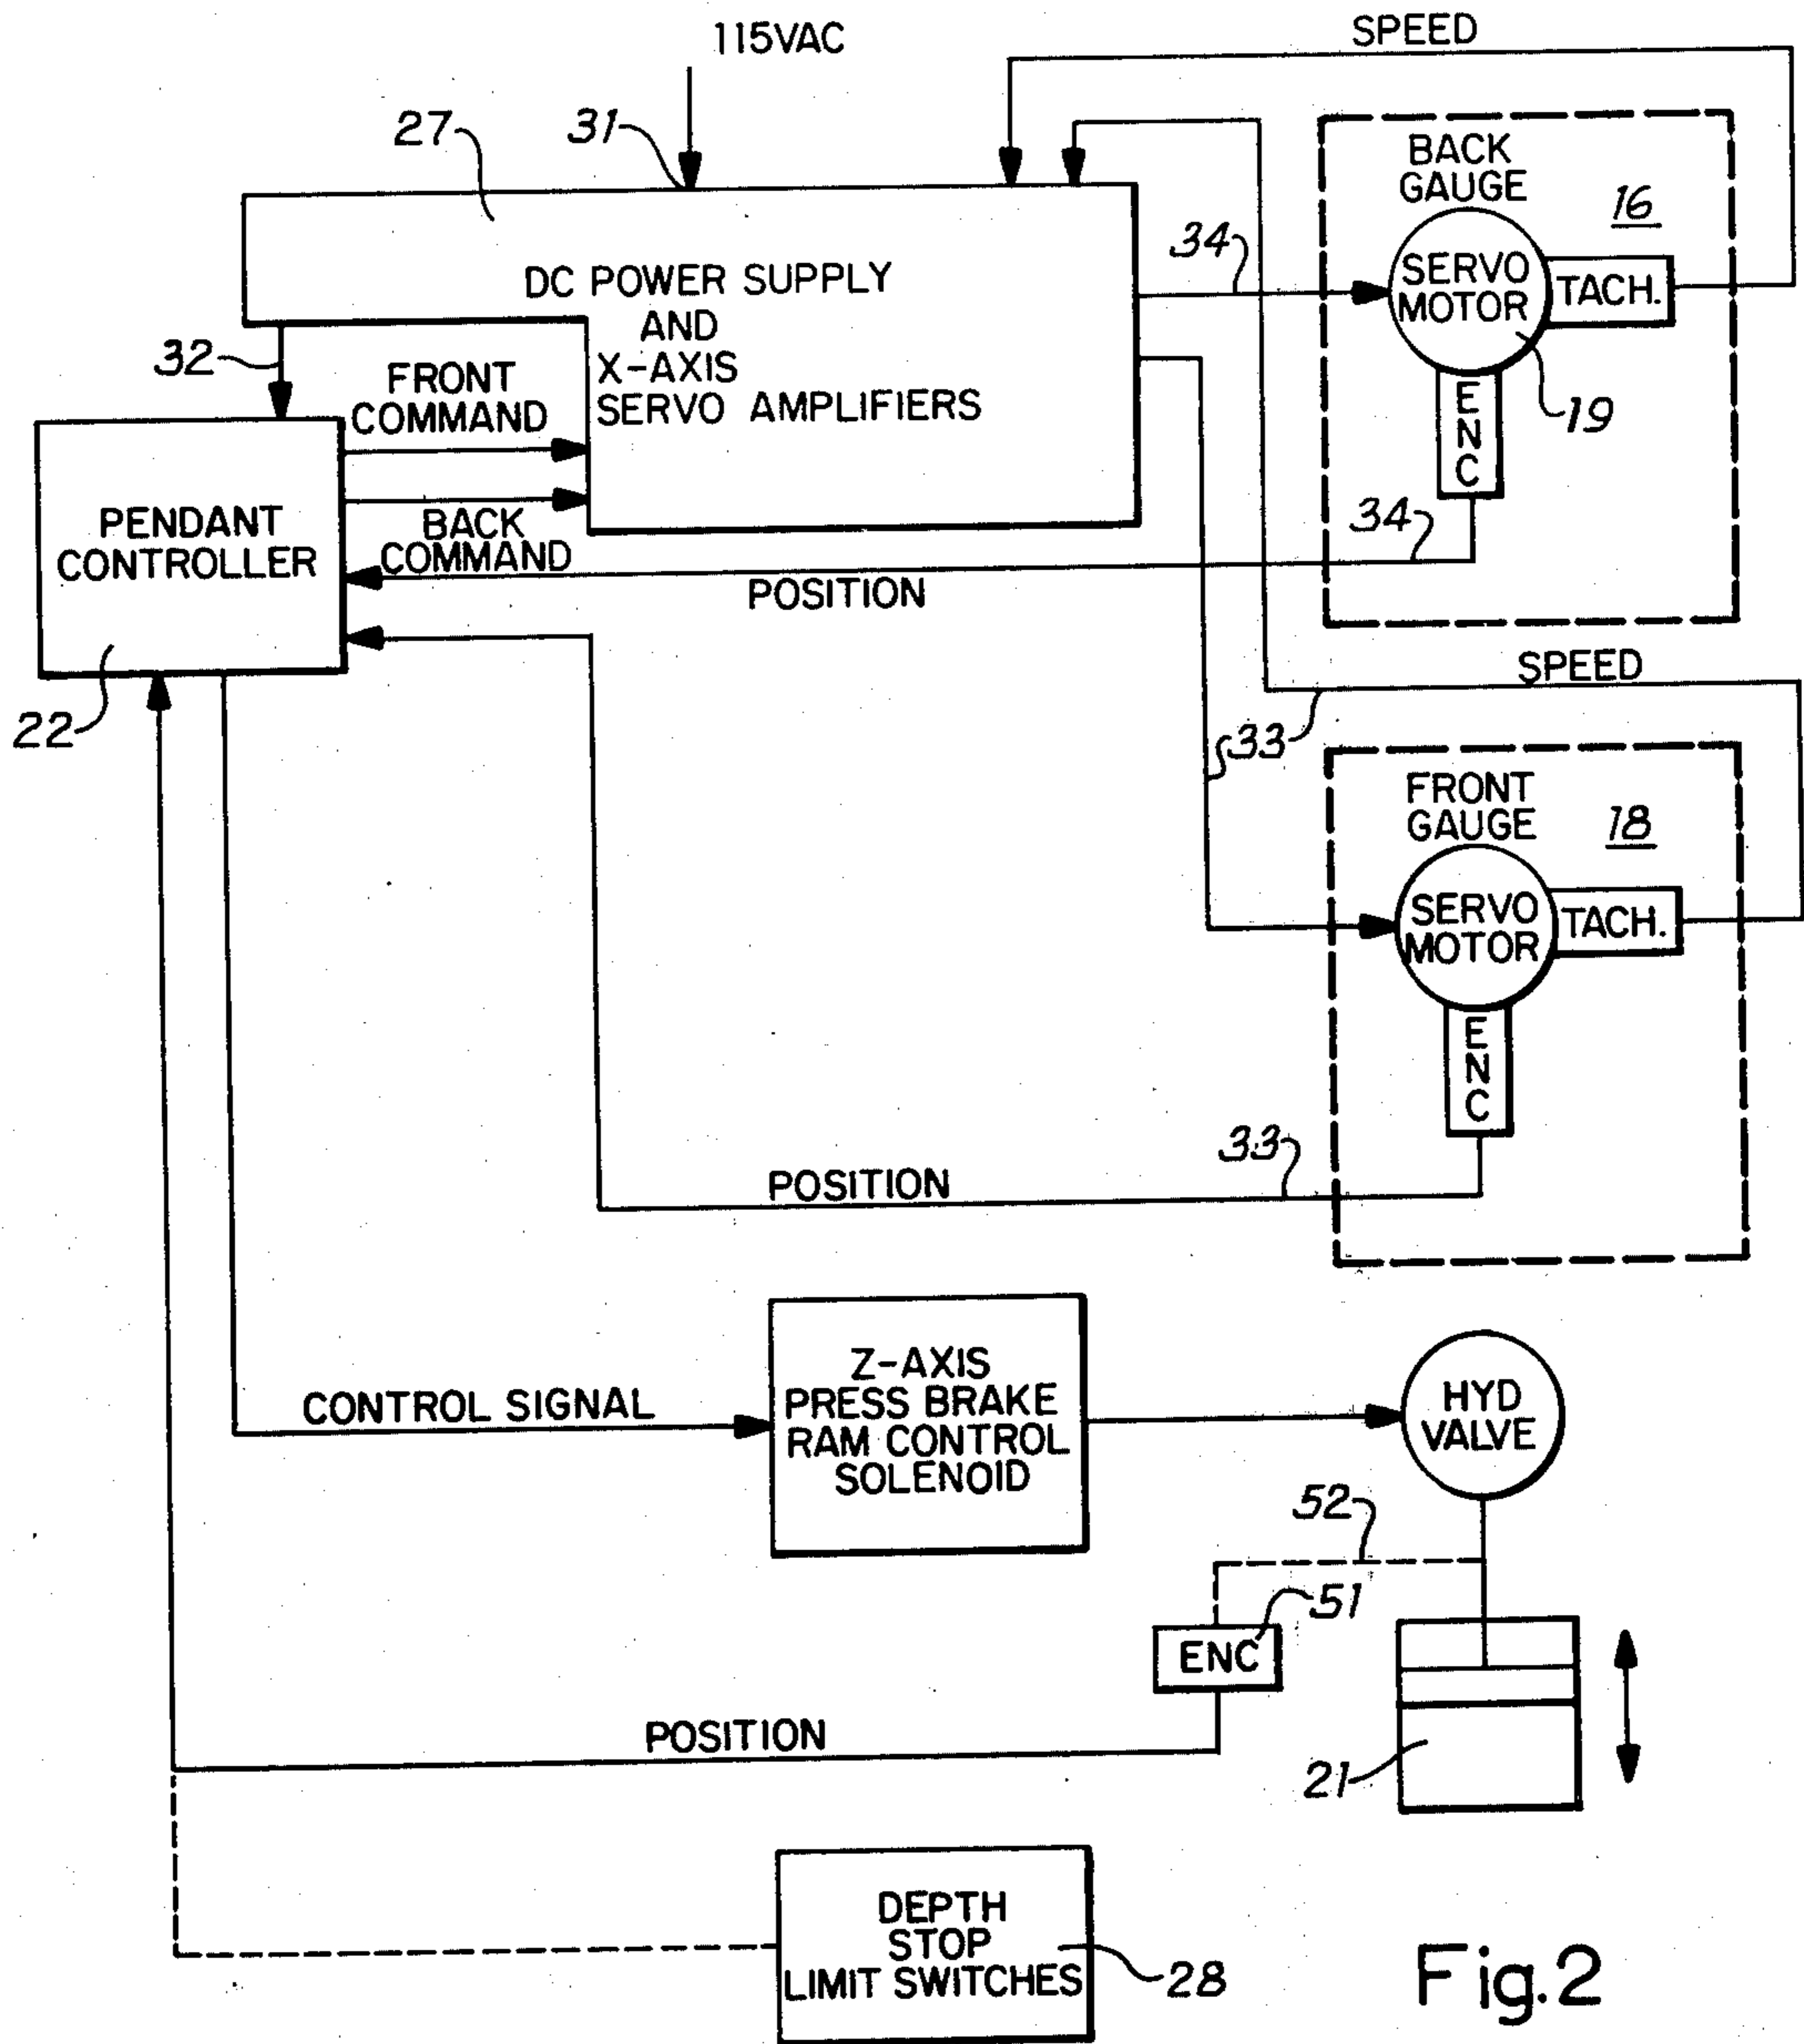 115VAC
SPEED
27
31
BACK
GAUGE
16
34
SERVO
MOTOR
TACH.
ENC
19
DC POWER SUPPLY
AND
X-AXIS
SERVO AMPLIFIERS
32
FRONT
COMMAND
BACK
COMMAND
PENDANT
CONTROLLER
22
34
POSITION
SPEED
33
FRONT
GAUGE
18
SERVO
MOTOR
TACH.
ENC
33
POSITION
Z-AXIS
PRESS BRAKE
RAM CONTROL
SOLENOID
CONTROL SIGNAL
HYD
VALVE
52
51
ENC
POSITION
21
DEPTH
STOP
LIMIT SWITCHES
28
Fig.2